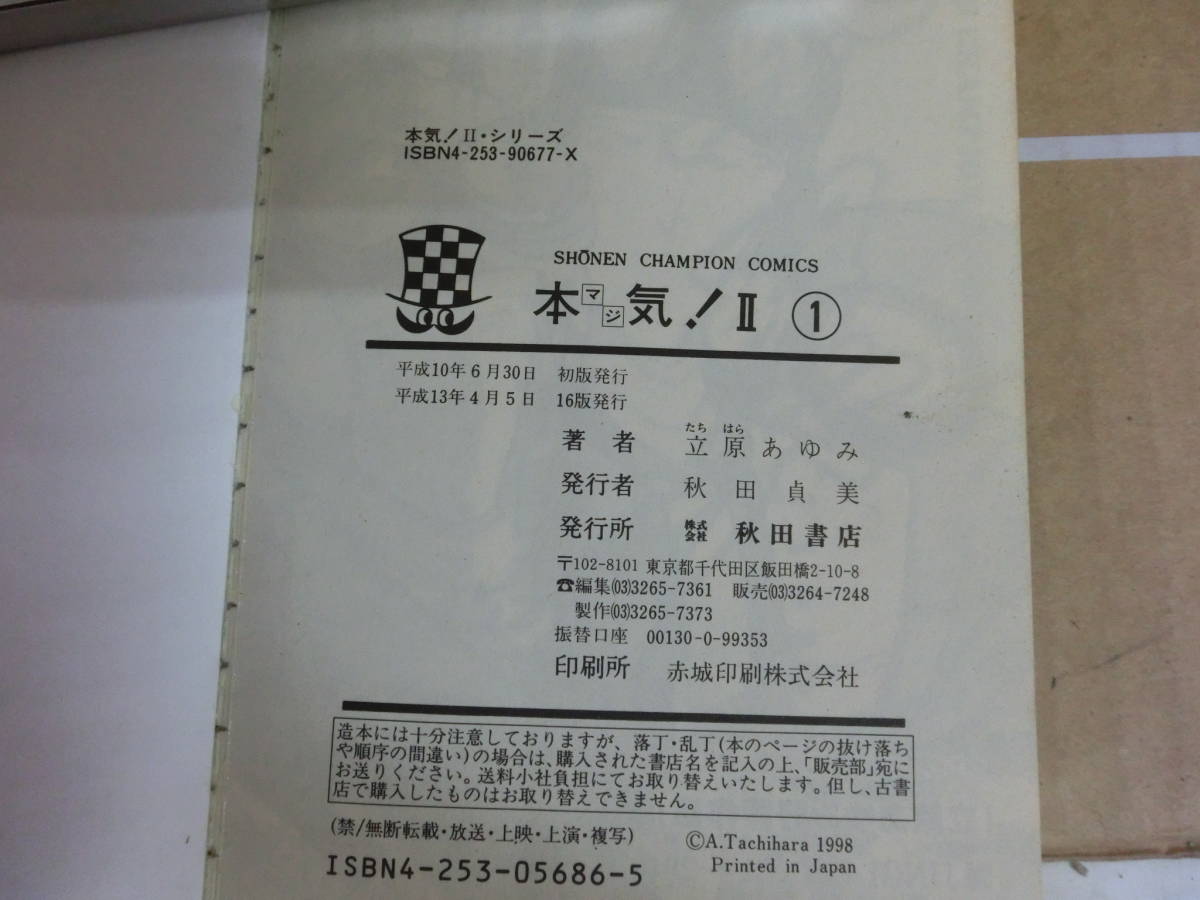 本気!II・シリーズ
ISBN4-253-90677-X
SHŌNEN CHAMPION COMICS
本マジ気!II ①
平成10年6月30日 初版発行
平成13年4月5日 16版発行
著者 立たち原はらあゆみ
発行者 秋田貞美
発行所 株式会社 秋田書店
〒102-8101 東京都千代田区飯田橋2-10-8
☎編集(03)3265-7361 販売(03)3264-7248
製作(03)3265-7373
振替口座 00130-0-99353
印刷所 赤城印刷株式会社
造本には十分注意しておりますが、落丁・乱丁(本のページの抜け落ち
や順序の間違い)の場合は、購入された書店名を記入の上、「販売部」宛に
お送りください。送料小社負担にてお取り替えいたします。但し、古書
店で購入したものはお取り替えできません。
(禁/無断転載・放送・上映・上演・複写)
©A.Tachihara 1998
ISBN4-253-05686-5
Printed in Japan